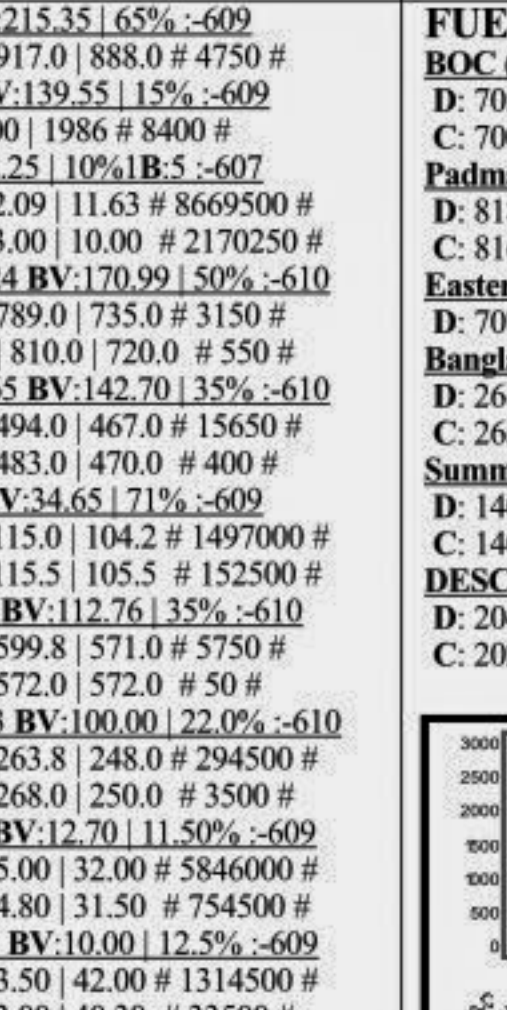 :215.35 | 65% :-609
917.0 | 888.0 # 4750 #
V:139.55 | 15% :-609
00 | 1986 # 8400 #
.25 | 10%1B:5 :-607
2.09 | 11.63 # 8669500 #
3.00 | 10.00 # 2170250 #
4 BV:170.99 | 50% :-610
789.0 | 735.0 # 3150 #
| 810.0 | 720.0 # 550 #
65 BV:142.70 | 35% :-610
494.0 | 467.0 # 15650 #
483.0 | 470.0 # 400 #
V:34.65 | 71% :-609
115.0 | 104.2 # 1497000 #
115.5 | 105.5 # 152500 #
BV:112.76 | 35% :-610
599.8 | 571.0 # 5750 #
572.0 | 572.0 # 50 #
BV:100.00 | 22.0% :-610
263.8 | 248.0 # 294500 #
268.0 | 250.0 # 3500 #
BV:12.70 | 11.50% :-609
5.00 | 32.00 # 5846000 #
4.80 | 31.50 # 754500 #
BV:10.00 | 12.5% :-609
3.50 | 42.00 # 1314500 #
FUE
BOC (
D: 70
C: 70
Padm
D: 81
C: 81
Easter
D: 70
Bangl
D: 26
C: 26
Summ
D: 14
C: 14
DESC
D: 20
C: 20
3000
2500
2000
1500
1000
500
0